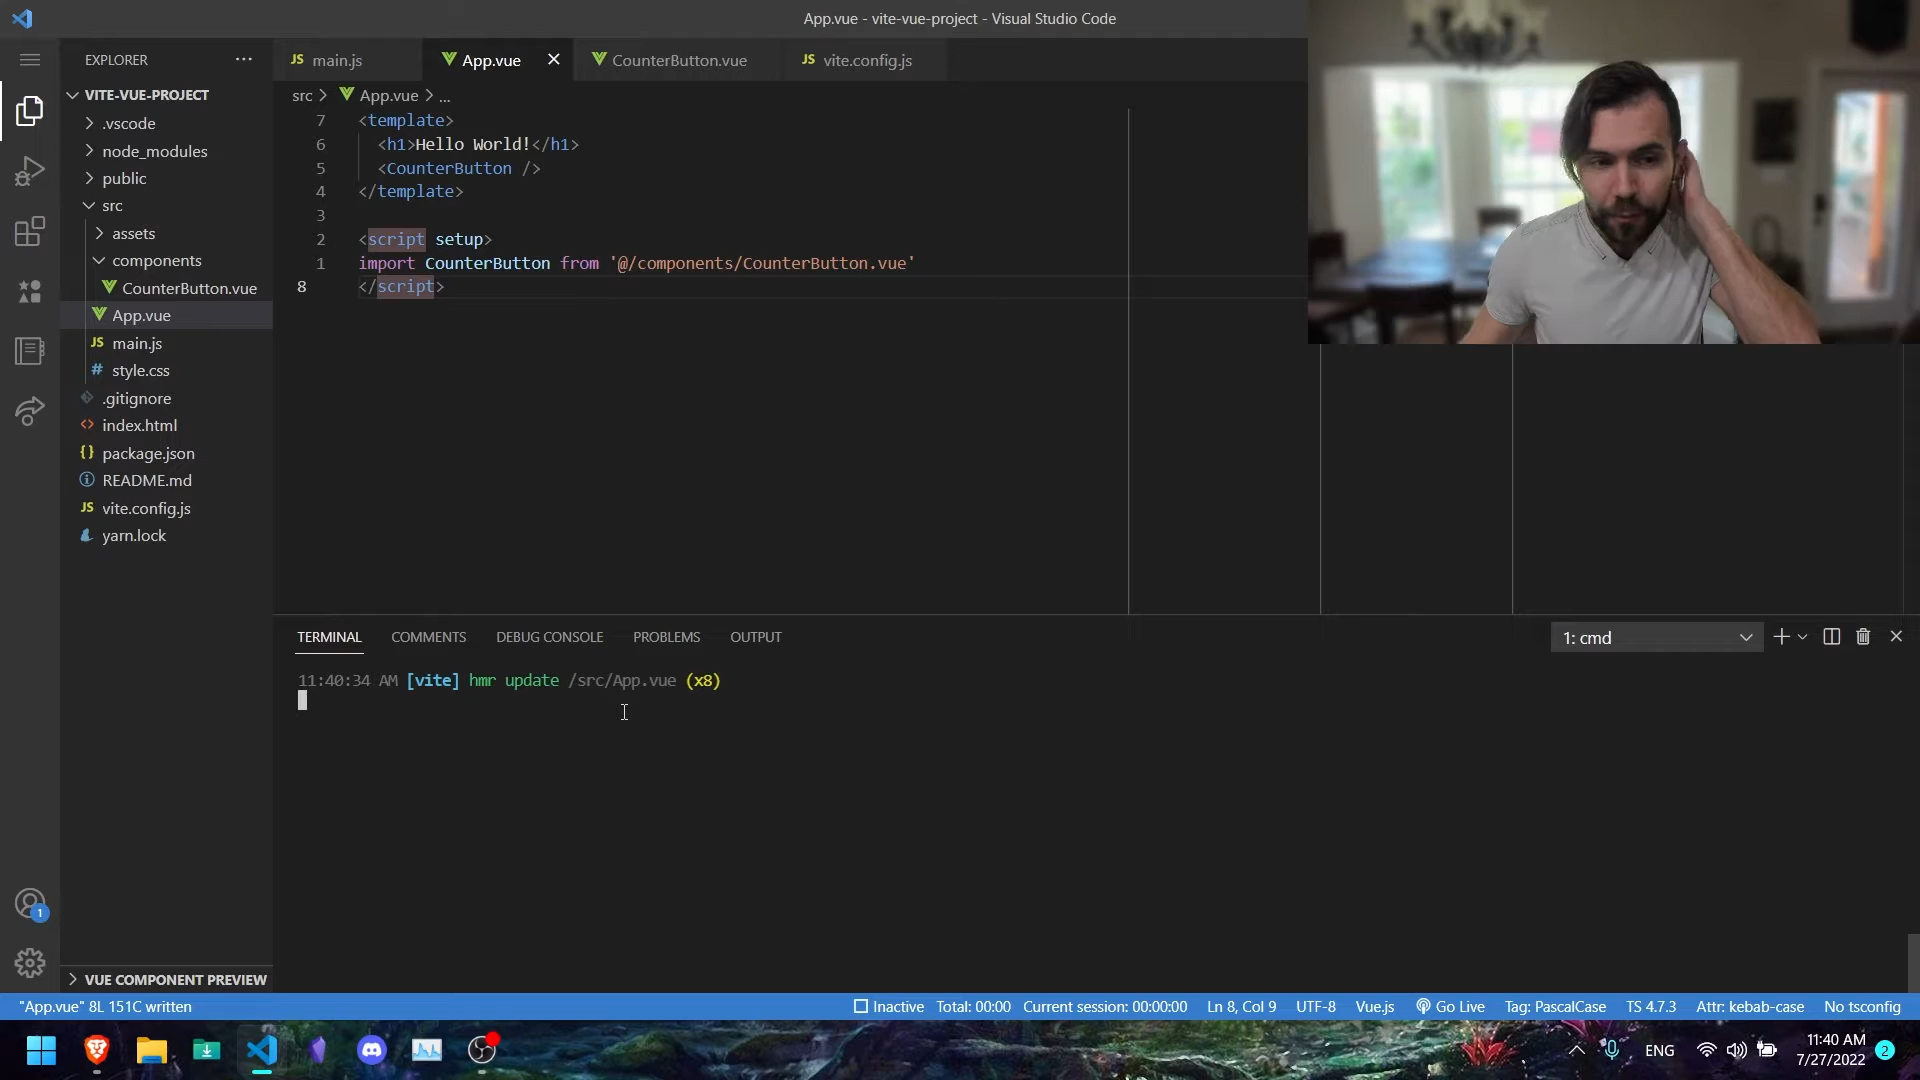 App.vue - vite-vue-project - Visual Studio Code
EXPLORER
JS main.js
App.vue
CounterButton.vue
JS vite.config.js
VITE-VUE-PROJECT
.vscode
node_modules
public
src
assets
components
CounterButton.vue
App.vue
JS main.js
# style.css
.gitignore
<> index.html
{} package.json
README.md
JS vite.config.js
yarn.lock
VUE COMPONENT PREVIEW
1
src > App.vue > ...
7 <template>
6 <h1>Hello World!</h1>
5 <CounterButton />
4 </template>
3
2 <script setup>
1 import CounterButton from '@/components/CounterButton.vue'
8 </script>
TERMINAL COMMENTS DEBUG CONSOLE PROBLEMS OUTPUT
1: cmd
11:40:34 AM [vite] hmr update /src/App.vue (x8)
"App.vue" 8L 151C written
Inactive Total: 00:00 Current session: 00:00:00 Ln 8, Col 9 UTF-8 Vue.js Go Live Tag: PascalCase TS 4.7.3 Attr: kebab-case No tsconfig
ENG
11:40 AM
7/27/2022
2